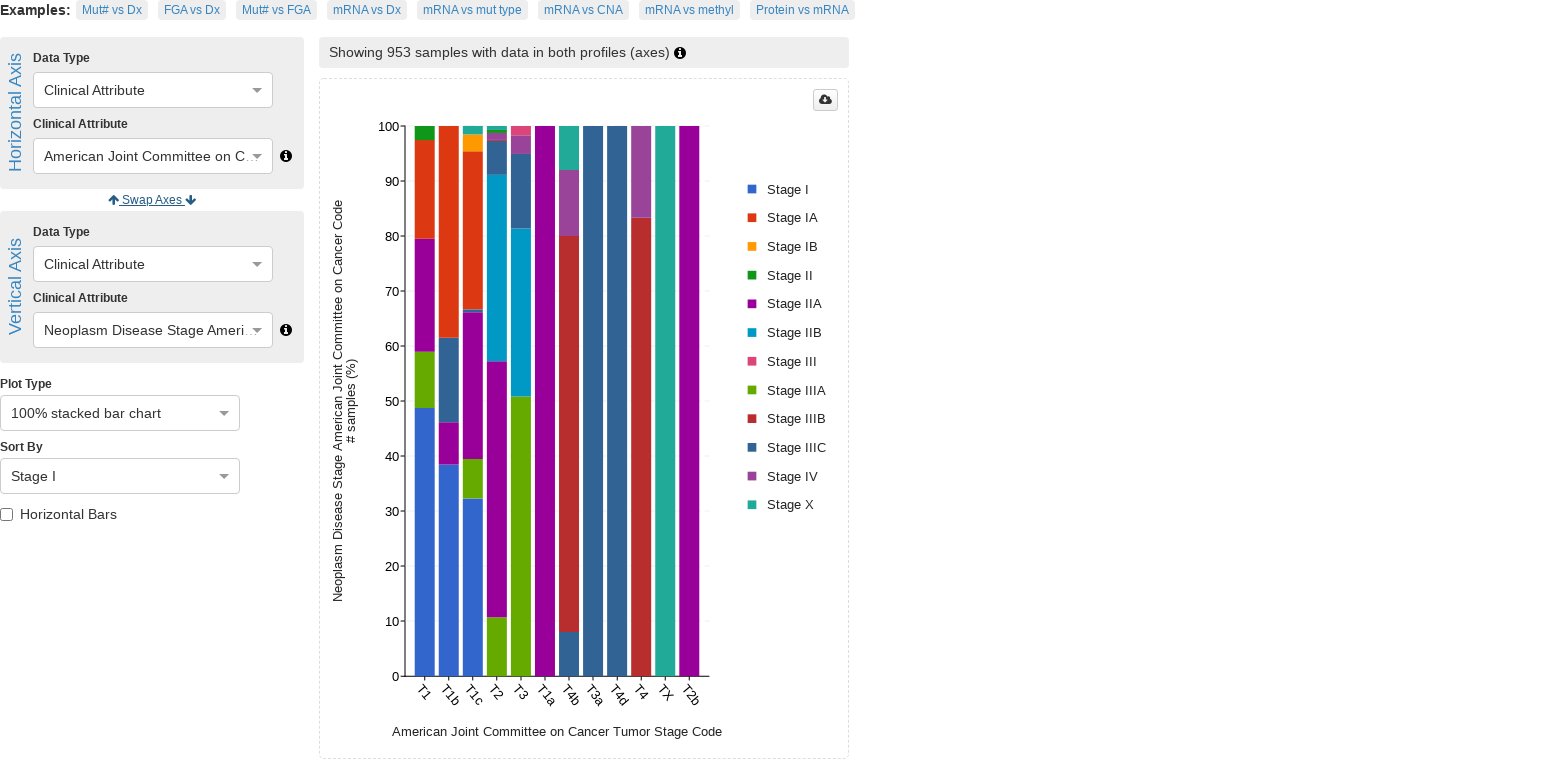 Examples: Mut# vs Dx FGA vs Dx Mut# vs FGA mRNA vs Dx mRNA vs mut type mRNA vs CNA mRNA vs methyl Protein vs mRNA
Horizontal Axis
Data Type
Clinical Attribute
Clinical Attribute
American Joint Committee on C...
Swap Axes
Vertical Axis
Data Type
Clinical Attribute
Clinical Attribute
Neoplasm Disease Stage Ameri...
Plot Type
100% stacked bar chart
Sort By
Stage I
Horizontal Bars
Showing 953 samples with data in both profiles (axes)
Neoplasm Disease Stage American Joint Committee on Cancer Code
# samples (%)
100
90
80
70
60
50
40
30
20
10
0
T1 T1b T1c T2 T3 T1a T4b T3a T4d T4 TX T2b
American Joint Committee on Cancer Tumor Stage Code
Stage I
Stage IA
Stage IB
Stage II
Stage IIA
Stage IIB
Stage III
Stage IIIA
Stage IIIB
Stage IIIC
Stage IV
Stage X